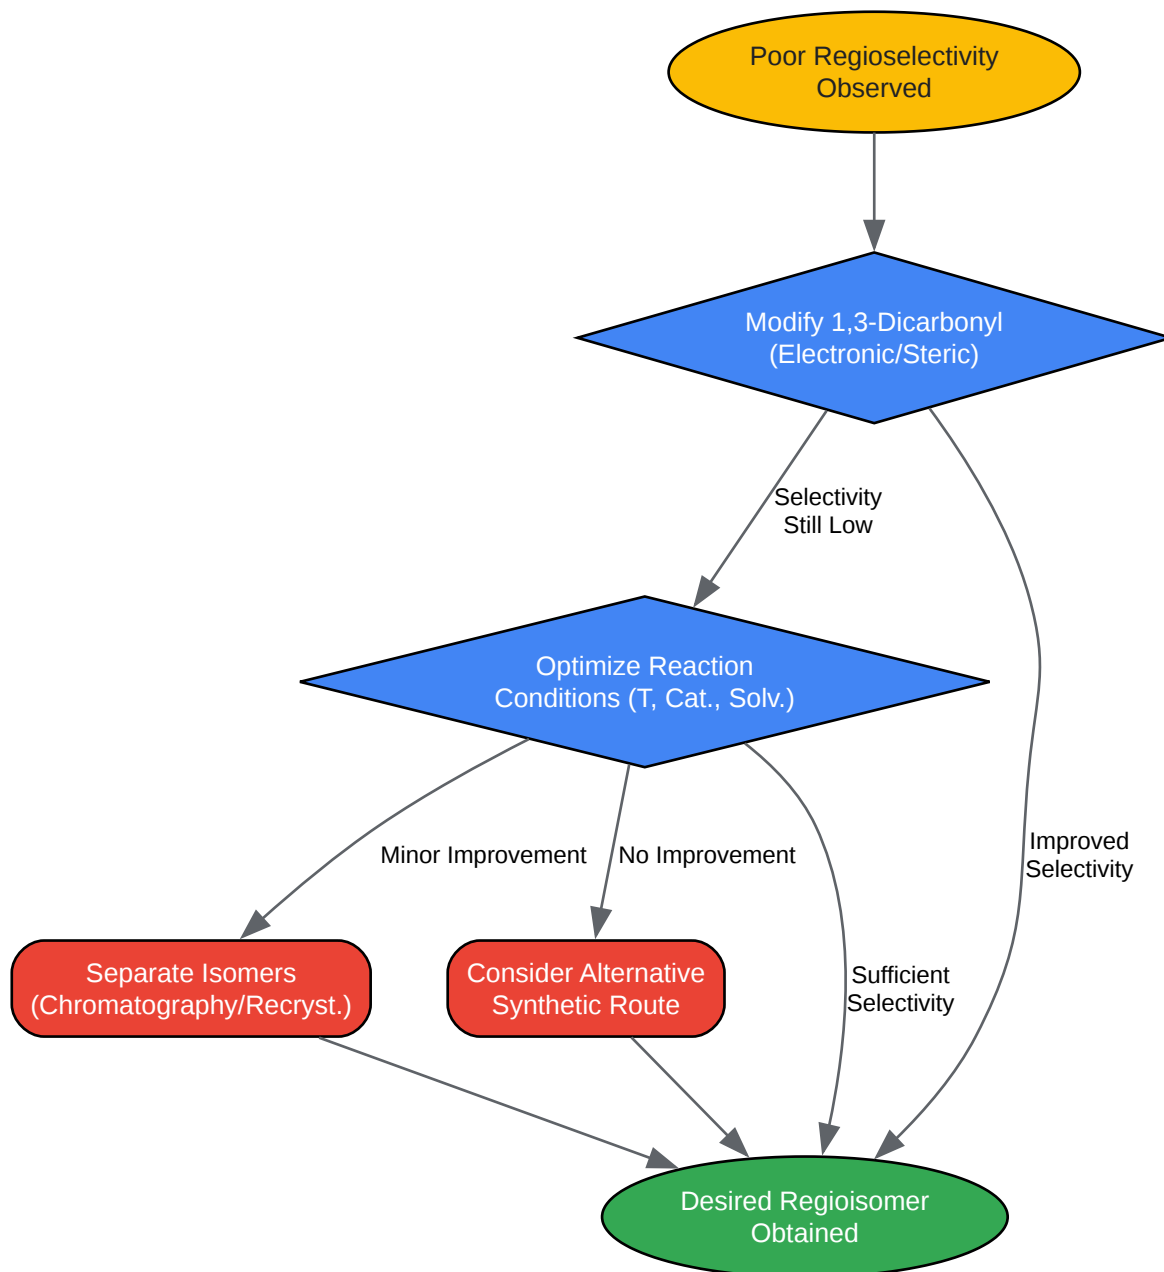 Poor Regioselectivity
Observed
Modify 1,3-Dicarbonyl
(Electronic/Steric)
Selectivity
Still Low
Optimize Reaction
Conditions (T, Cat., Solv.)
Minor Improvement
No Improvement
Improved
Selectivity
Separate Isomers
(Chromatography/Recryst.)
Consider Alternative
Synthetic Route
Sufficient
Selectivity
Desired Regioisomer
Obtained